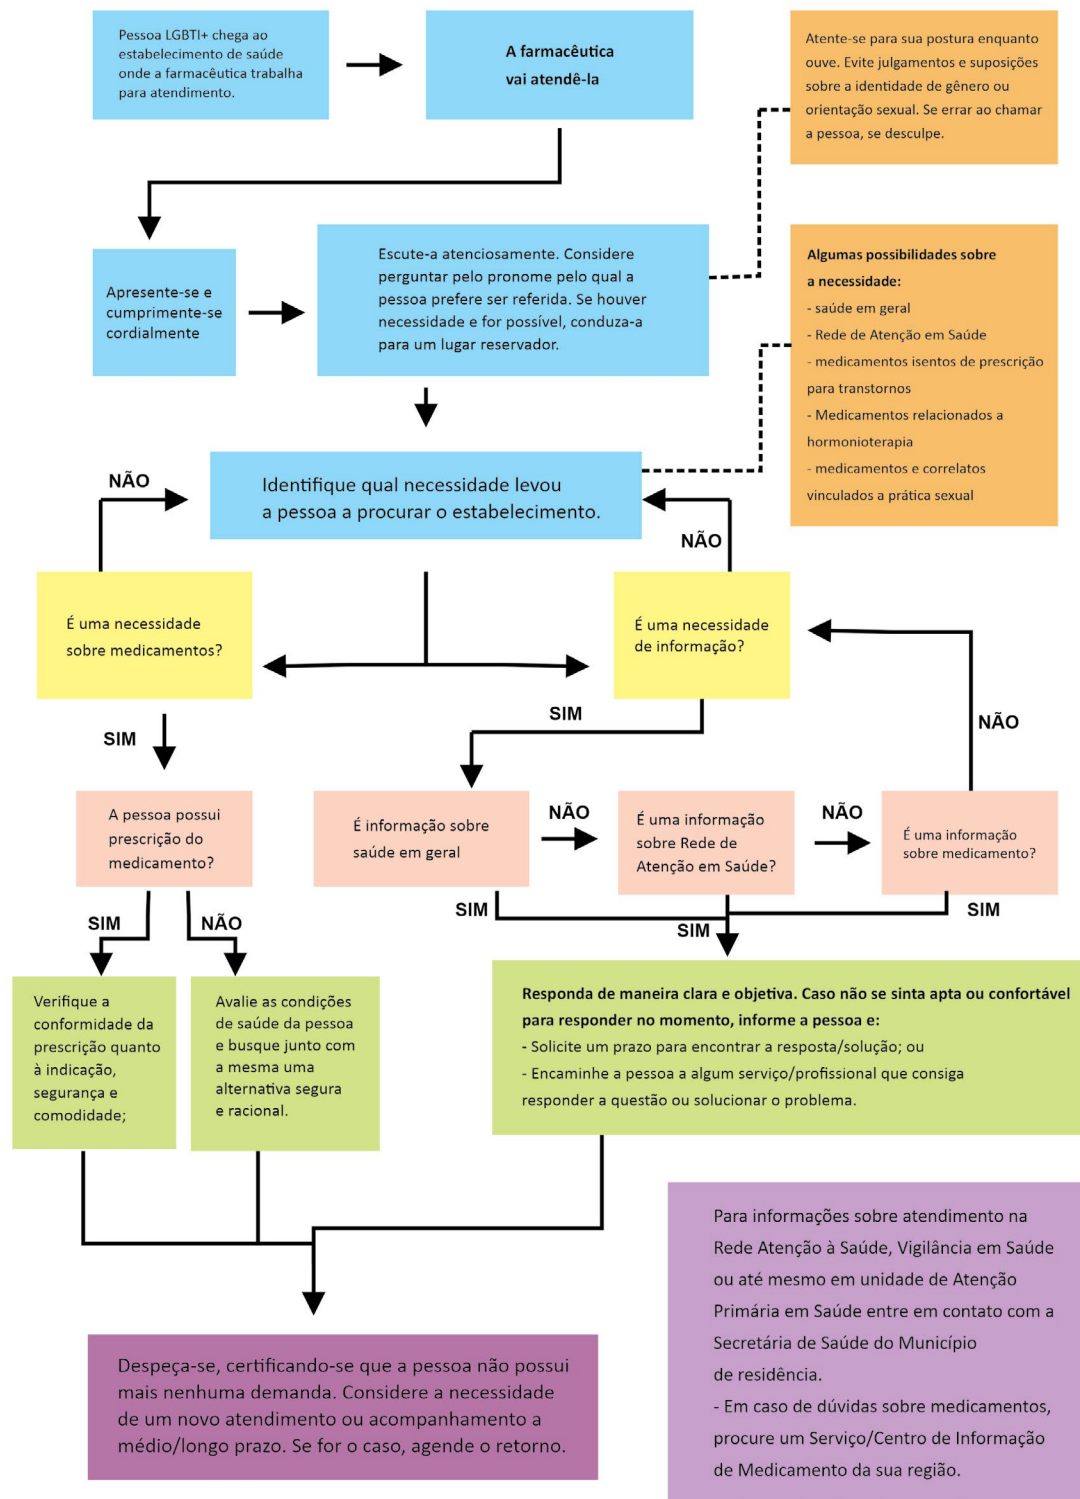 Pessoa LGBTI+ chega ao
estabelecimento de saúde
onde a farmacêutica trabalha
para atendimento.
A farmacêutica
vai atendê-la
Atente-se para sua postura enquanto
ouve. Evite julgamentos e suposições
sobre a identidade de gênero ou
orientação sexual. Se errar ao chamar
a pessoa, se desculpe.
Apresente-se e
cumprimente-se
cordialmente
Escute-a atenciosamente. Considere
perguntar pelo pronome pelo qual a
pessoa prefere ser referida. Se houver
necessidade e for possível, conduza-a
para um lugar reservador.
Algumas possibilidades sobre
a necessidade:
- saúde em geral
- Rede de Atenção em Saúde
- medicamentos isentos de prescrição
para transtornos
- Medicamentos relacionados a
hormonioterapia
- medicamentos e correlatos
vinculados a prática sexual
NÃO
Identifique qual necessidade levou
a pessoa a procurar o estabelecimento.
NÃO
É uma necessidade
sobre medicamentos?
É uma necessidade
de informação?
SIM
SIM
NÃO
A pessoa possui
prescrição do
medicamento?
É informação sobre
saúde em geral
NÃO
É uma informação
sobre Rede de
Atenção em Saúde?
NÃO
É uma informação
sobre medicamento?
SIM
NÃO
SIM
SIM
SIM
Verifique a
conformidade da
prescrição quanto
à indicação,
segurança e
comodidade;
Avalie as condições
de saúde da pessoa
e busque junto com
a mesma uma
alternativa segura
e racional.
Responda de maneira clara e objetiva. Caso não se sinta apta ou confortável
para responder no momento, informe a pessoa e:
- Solicite um prazo para encontrar a resposta/solução; ou
- Encaminhe a pessoa a algum serviço/profissional que consiga
responder a questão ou solucionar o problema.
Para informações sobre atendimento na
Rede Atenção à Saúde, Vigilância em Saúde
ou até mesmo em unidade de Atenção
Primária em Saúde entre em contato com a
Secretária de Saúde do Município
de residência.
- Em caso de dúvidas sobre medicamentos,
procure um Serviço/Centro de Informação
de Medicamento da sua região.
Despeça-se, certificando-se que a pessoa não possui
mais nenhuma demanda. Considere a necessidade
de um novo atendimento ou acompanhamento a
médio/longo prazo. Se for o caso, agende o retorno.